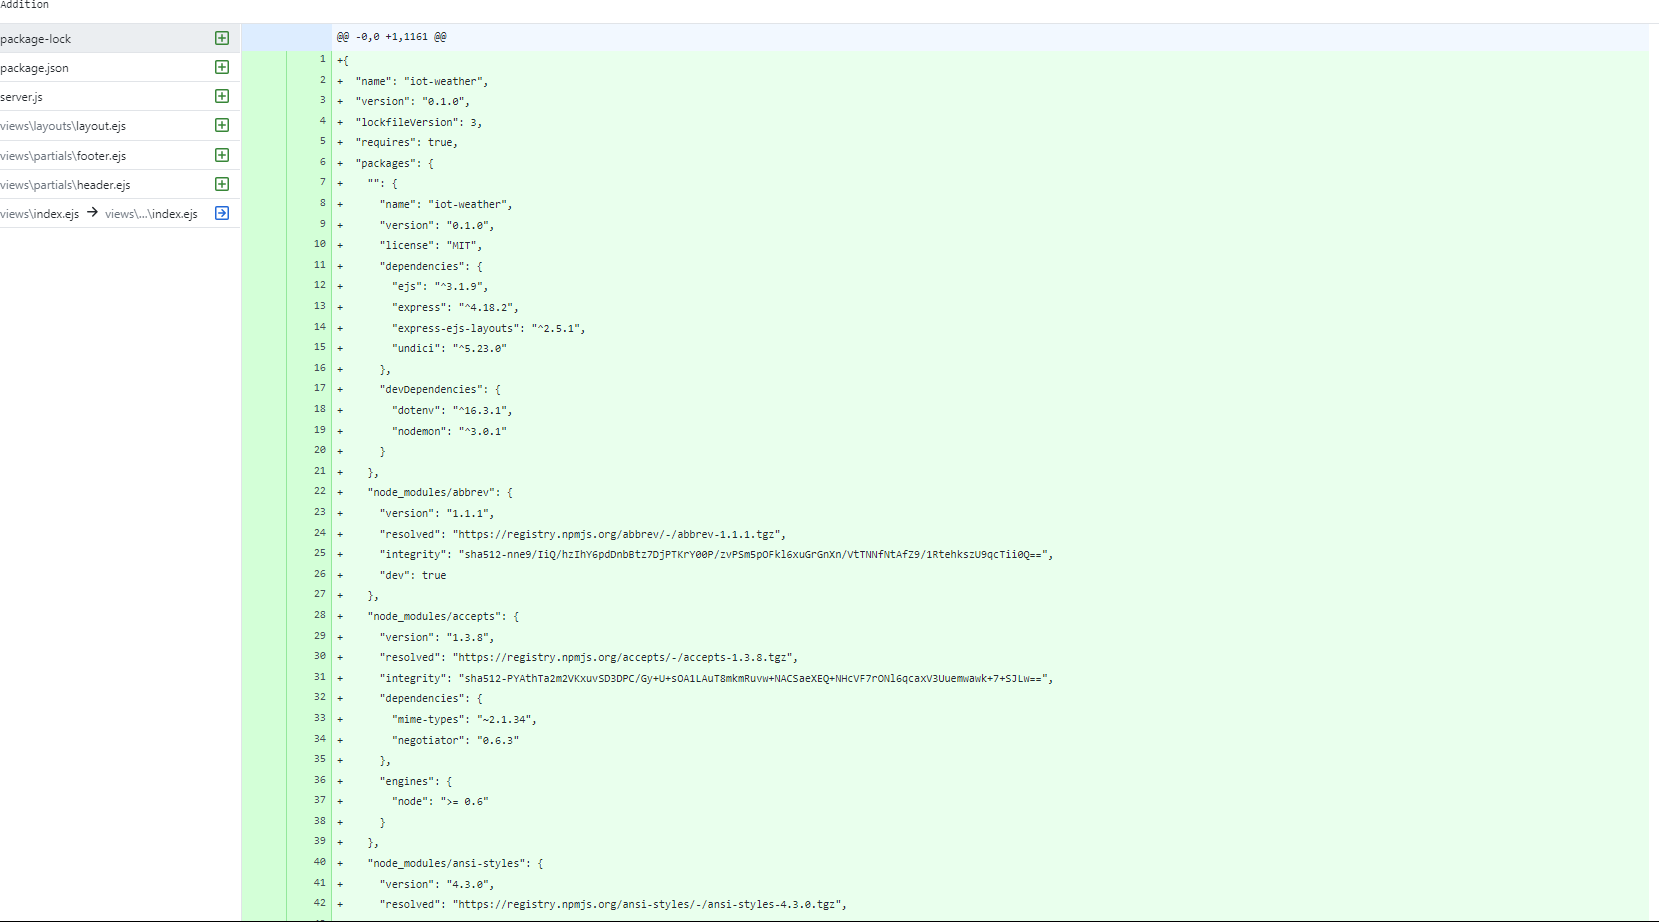 Addition
package-lock
package.json
server.js
views\layouts\layout.ejs
views\partials\footer.ejs
views\partials\header.ejs
views\index.ejs → views\...\index.ejs
@@ -0,0 +1,1161 @@
1 +{
2 + "name": "iot-weather",
3 + "version": "0.1.0",
4 + "lockfileVersion": 3,
5 + "requires": true,
6 + "packages": {
7 + "": {
8 + "name": "iot-weather",
9 + "version": "0.1.0",
10 + "license": "MIT",
11 + "dependencies": {
12 + "ejs": "^3.1.9",
13 + "express": "^4.18.2",
14 + "express-ejs-layouts": "^2.5.1",
15 + "undici": "^5.23.0"
16 + },
17 + "devDependencies": {
18 + "dotenv": "^16.3.1",
19 + "nodemon": "^3.0.1"
20 + }
21 + },
22 + "node_modules/abbrev": {
23 + "version": "1.1.1",
24 + "resolved": "https://registry.npmjs.org/abbrev/-/abbrev-1.1.1.tgz",
25 + "integrity": "sha512-nne9/IiQ/hzIhY6pdDnbBtz7DjPTKrY00P/zvPSm5pOFkl6xuGrGnXn/VtTNNfNtAfZ9/1RtehkszU9qcTii0Q==",
26 + "dev": true
27 + },
28 + "node_modules/accepts": {
29 + "version": "1.3.8",
30 + "resolved": "https://registry.npmjs.org/accepts/-/accepts-1.3.8.tgz",
31 + "integrity": "sha512-PYAthTa2m2VKxuvSD3DPC/Gy+U+sOA1LAuT8mkmRuvw+NACSaeXEQ+NHcVF7rONl6qcaxV3Uuemwawk+7+SJLw==",
32 + "dependencies": {
33 + "mime-types": "~2.1.34",
34 + "negotiator": "0.6.3"
35 + },
36 + "engines": {
37 + "node": ">= 0.6"
38 + }
39 + },
40 + "node_modules/ansi-styles": {
41 + "version": "4.3.0",
42 + "resolved": "https://registry.npmjs.org/ansi-styles/-/ansi-styles-4.3.0.tgz",